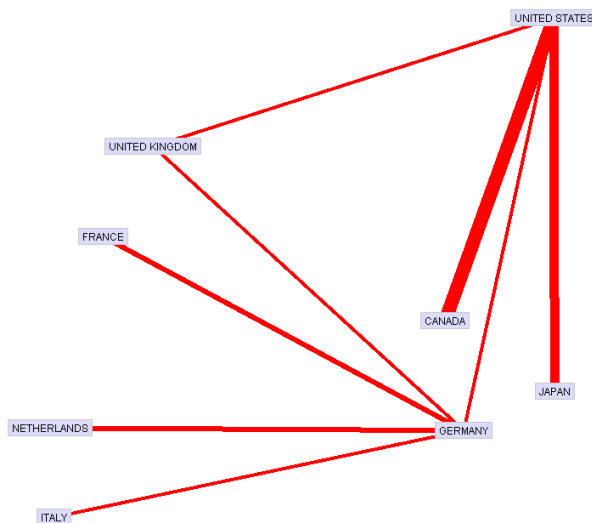 UNITED STATES
UNITED KINGDOM
FRANCE
CANADA
JAPAN
NETHERLANDS
GERMANY
ITALY